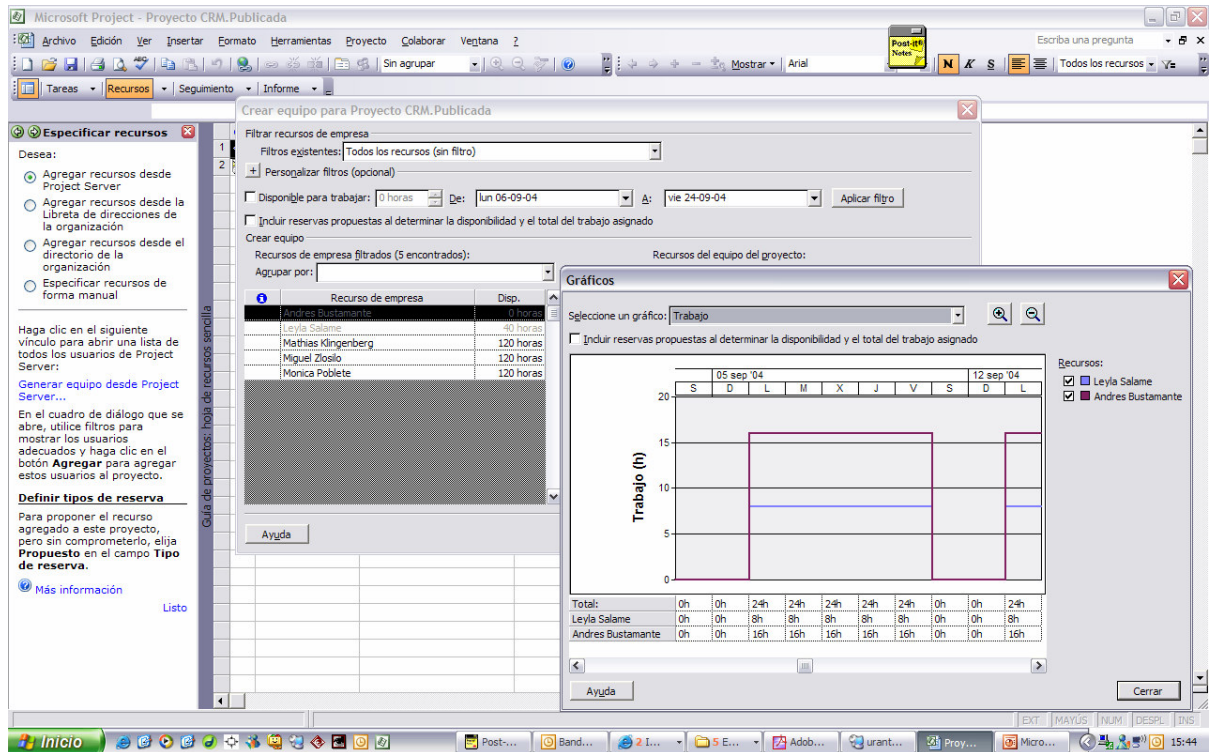 Microsoft Project - Proyecto CRM.Publicada
Archivo Edición Ver Insertar Formato Herramientas Proyecto Colaborar Ventana ?
Post-it® Notes
Escriba una pregunta
Sin agrupar
Mostrar
Arial
N K S
Todos los recursos
Tareas Recursos Seguimiento Informe
Especificar recursos
Desea:
Agregar recursos desde
Project Server
Agregar recursos desde la
Libreta de direcciones de
la organización
Agregar recursos desde el
directorio de la
organización
Especificar recursos de
forma manual
Haga clic en el siguiente
vínculo para abrir una lista de
todos los usuarios de Project
Server:
Generar equipo desde Project
Server...
En el cuadro de diálogo que se
abre, utilice filtros para
mostrar los usuarios
adecuados y haga clic en el
botón Agregar para agregar
estos usuarios al proyecto.
Definir tipos de reserva
Para proponer el recurso
agregado a este proyecto,
pero sin comprometerlo, elija
Propuesto en el campo Tipo
de reserva.
Más información
Listo
Guía de proyectos: hoja de recursos sencilla
1
2
Crear equipo para Proyecto CRM.Publicada
Filtrar recursos de empresa
Filtros existentes: Todos los recursos (sin filtro)
+ Personalizar filtros (opcional)
Disponible para trabajar: 0 horas De: lun 06-09-04 A: vie 24-09-04 Aplicar filtro
Incluir reservas propuestas al determinar la disponibilidad y el total del trabajo asignado
Crear equipo
Recursos de empresa filtrados (5 encontrados): Recursos del equipo del proyecto:
Agrupar por:
Recurso de empresa Disp.
Andres Bustamante 0 horas
Leyla Salame 40 horas
Mathias Klingenberg 120 horas
Miguel Zlosilo 120 horas
Monica Poblete 120 horas
Ayuda
Gráficos
Seleccione un gráfico: Trabajo
Incluir reservas propuestas al determinar la disponibilidad y el total del trabajo asignado
Recursos:
Leyla Salame
Andres Bustamante
05 sep '04 12 sep '04
S D L M X J V S D L
Trabajo (h)
20
15
10
5
0
Total: 0h 0h 24h 24h 24h 24h 24h 0h 0h 24h
Leyla Salame 0h 0h 8h 8h 8h 8h 8h 0h 0h 8h
Andres Bustamante 0h 0h 16h 16h 16h 16h 16h 0h 0h 16h
Ayuda Cerrar
EXT MAYÚS NUM DESPL INS
Inicio Post-... Band... 2 I... 5 E... Adob... urant... Proy... Micro... 15:44